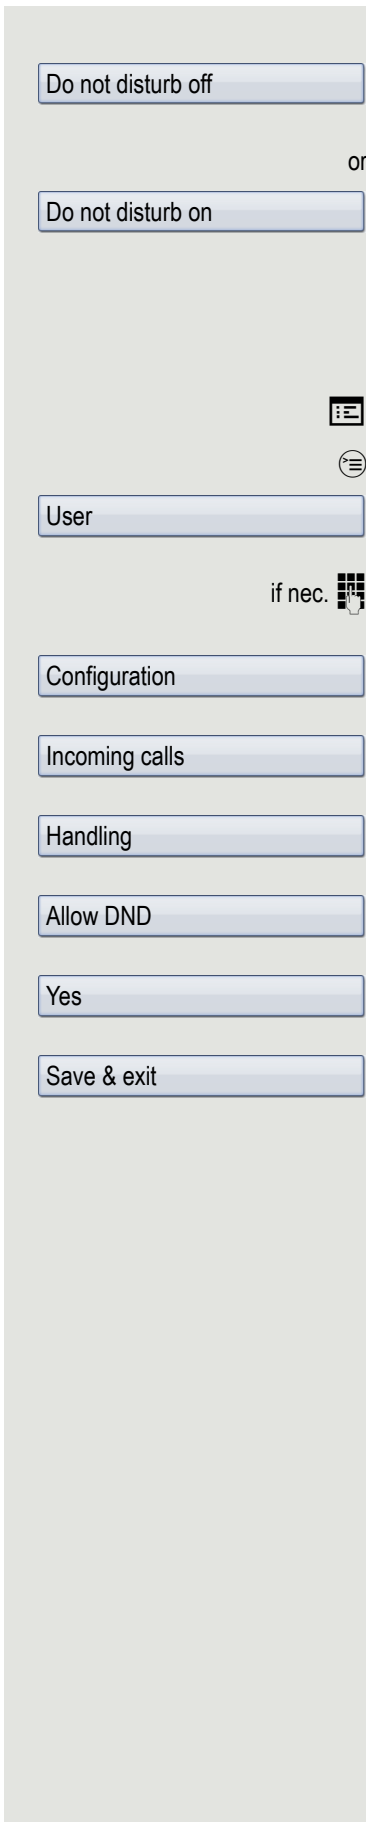 Do not disturb off
or
Do not disturb on
User
if nec.
Configuration
Incoming calls
Handling
Allow DND
Yes
Save & exit